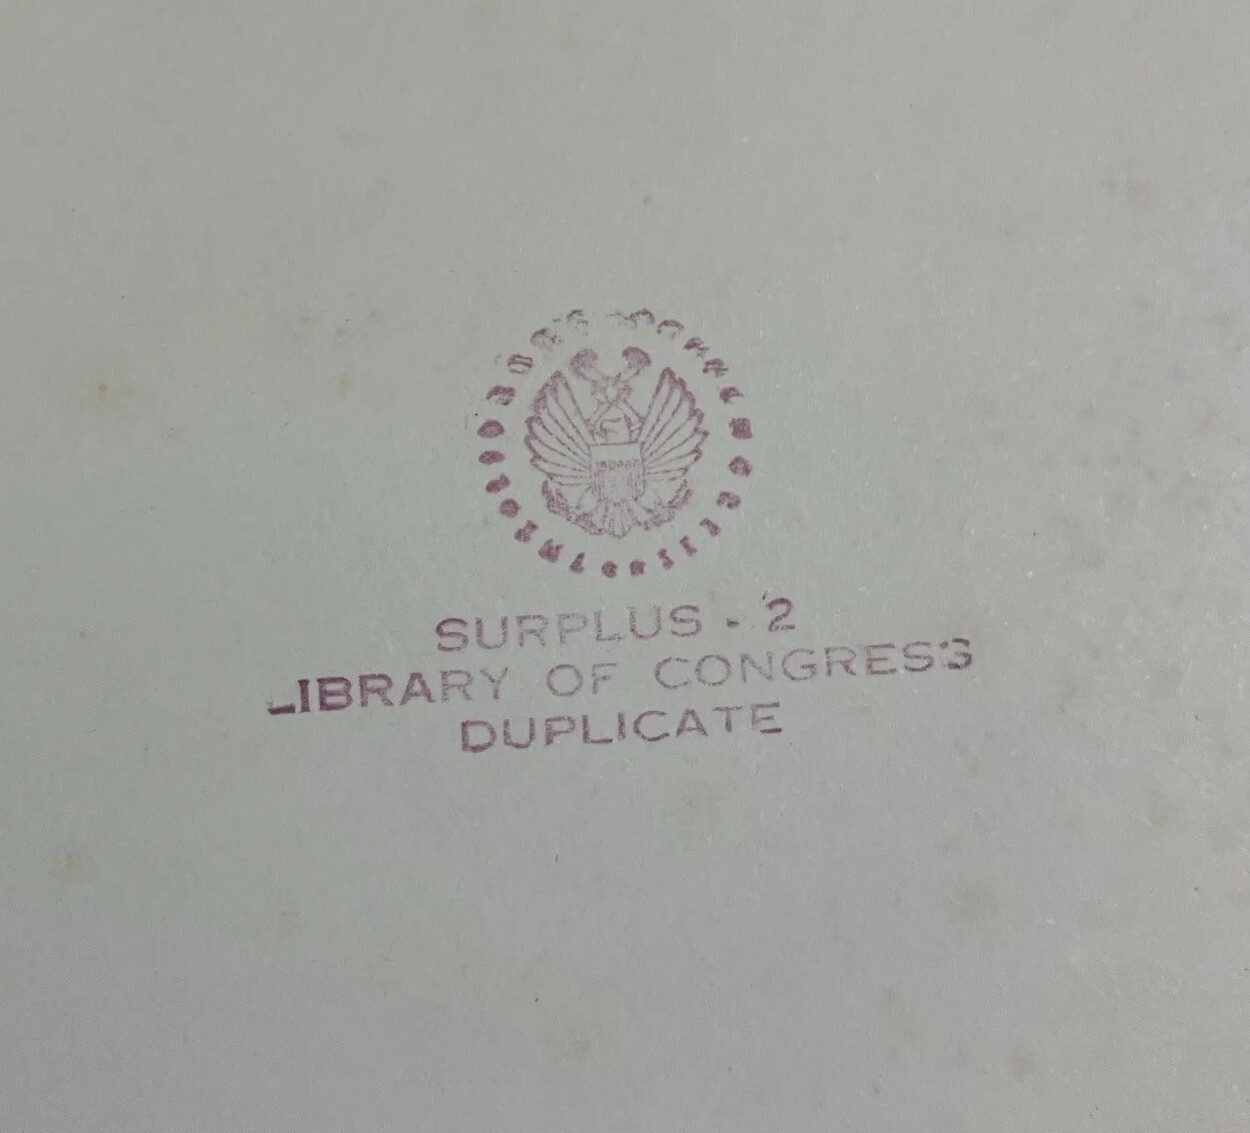 SURPLUS - 2
LIBRARY OF CONGRESS
DUPLICATE